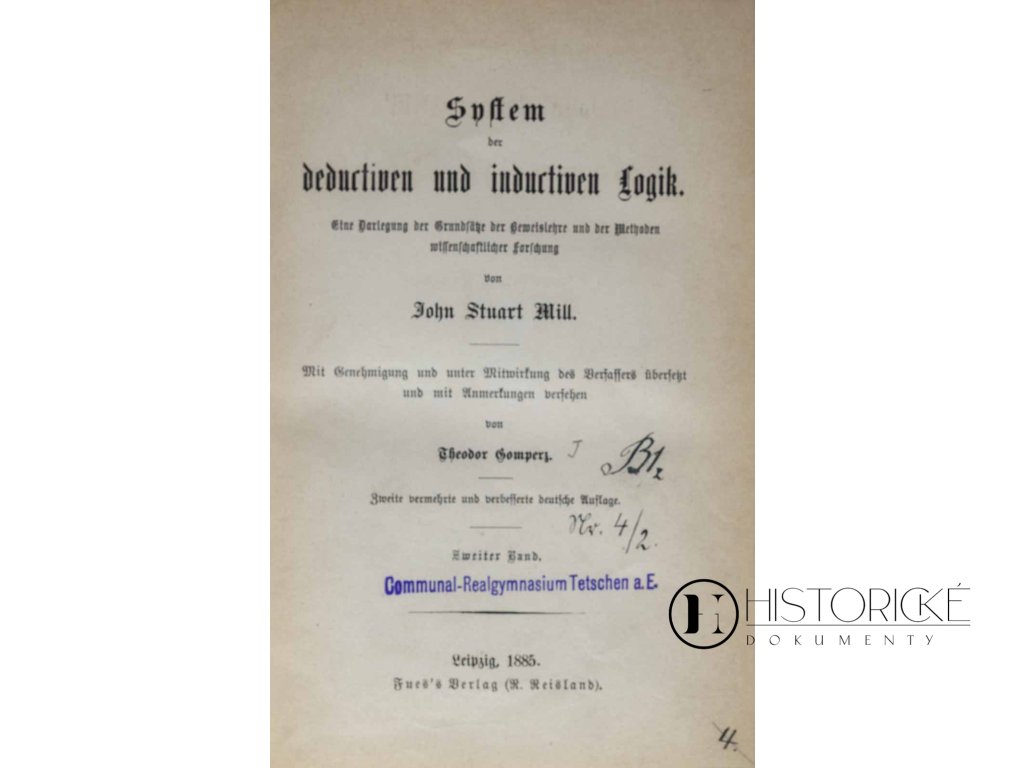 System
der
deductiven und inductiven Logik.
Eine Darlegung der Grundsätze der Beweislehre und der Methoden
wissenschaftlicher Forschung
von
John Stuart Mill.
Mit Genehmigung und unter Mitwirkung des Verfassers übersetzt
und mit Anmerkungen versehen
von
Theodor Gomperz.
Zweite vermehrte und verbesserte deutsche Auflage.
Nr. 4/2.
Zweiter Band.
Communal-Realgymnasium Tetschen a. E.
Leipzig, 1885.
Fues's Verlag (R. Reisland).
4.
HISTORICKÉ
DOKUMENTY